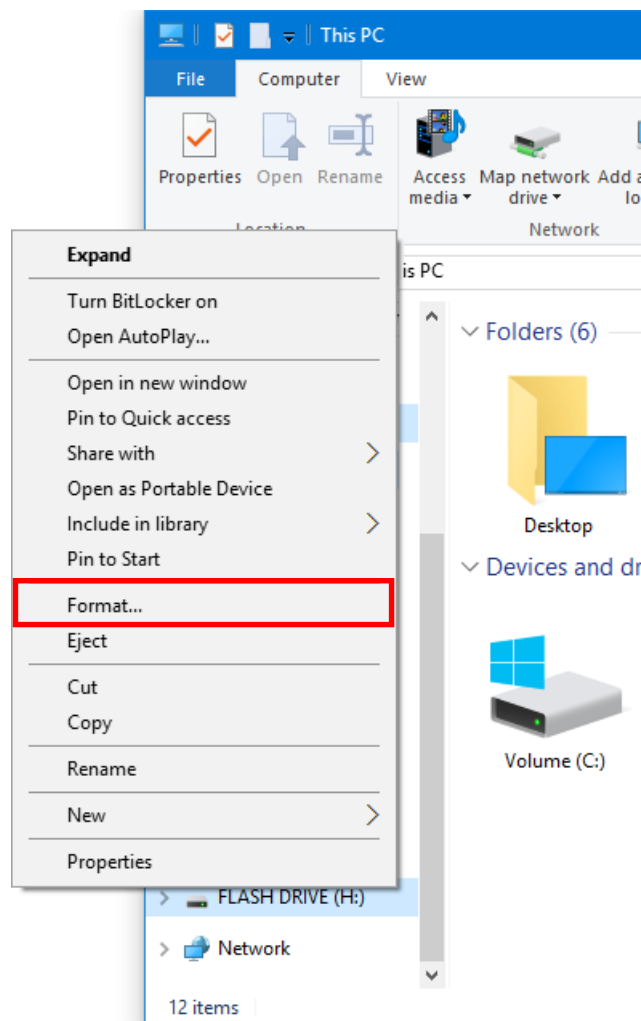 This PC
File Computer View
Properties Open Rename
Access media
Map network drive
Add a
lo
Location
Network
is PC
Expand
Turn BitLocker on
Open AutoPlay...
Open in new window
Pin to Quick access
Share with
Open as Portable Device
Include in library
Pin to Start
Format...
Eject
Cut
Copy
Rename
New
Properties
Folders (6)
Desktop
Devices and dr
Volume (C:)
FLASH DRIVE (H:)
Network
12 items